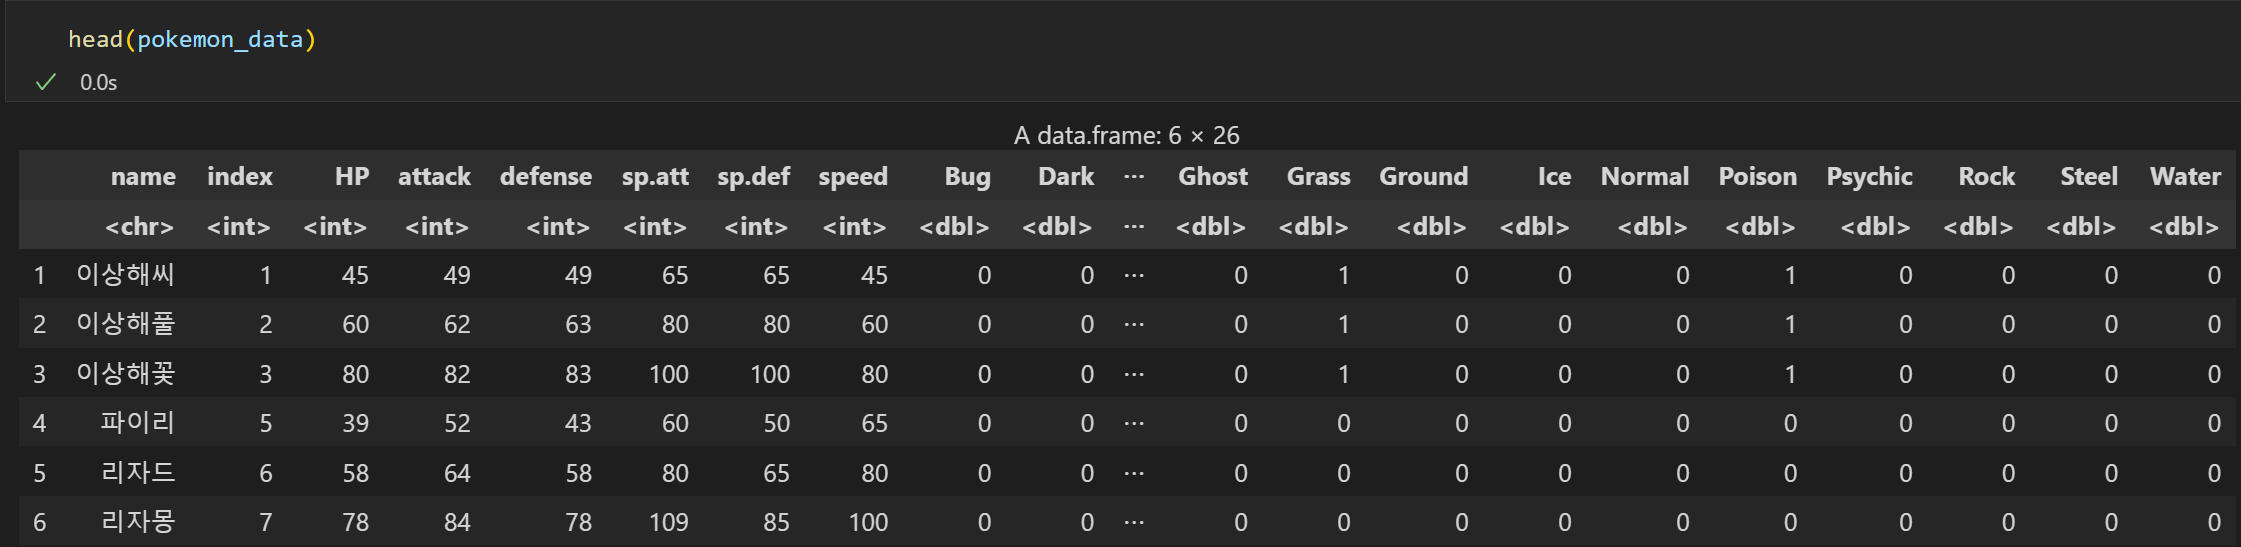 head(pokemon_data)
0.0s
A data.frame: 6 × 26
name index HP attack defense sp.att sp.def speed Bug Dark ⋯ Ghost Grass Ground Ice Normal Poison Psychic Rock Steel Water
<chr> <int> <int> <int> <int> <int> <int> <int> <dbl> <dbl> ⋯ <dbl> <dbl> <dbl> <dbl> <dbl> <dbl> <dbl> <dbl> <dbl> <dbl>
1 이상해씨 1 45 49 49 65 65 45 0 0 ⋯ 0 1 0 0 0 1 0 0 0 0
2 이상해풀 2 60 62 63 80 80 60 0 0 ⋯ 0 1 0 0 0 1 0 0 0 0
3 이상해꽃 3 80 82 83 100 100 80 0 0 ⋯ 0 1 0 0 0 1 0 0 0 0
4 파이리 5 39 52 43 60 50 65 0 0 ⋯ 0 0 0 0 0 0 0 0 0 0
5 리자드 6 58 64 58 80 65 80 0 0 ⋯ 0 0 0 0 0 0 0 0 0 0
6 리자몽 7 78 84 78 109 85 100 0 0 ⋯ 0 0 0 0 0 0 0 0 0 0